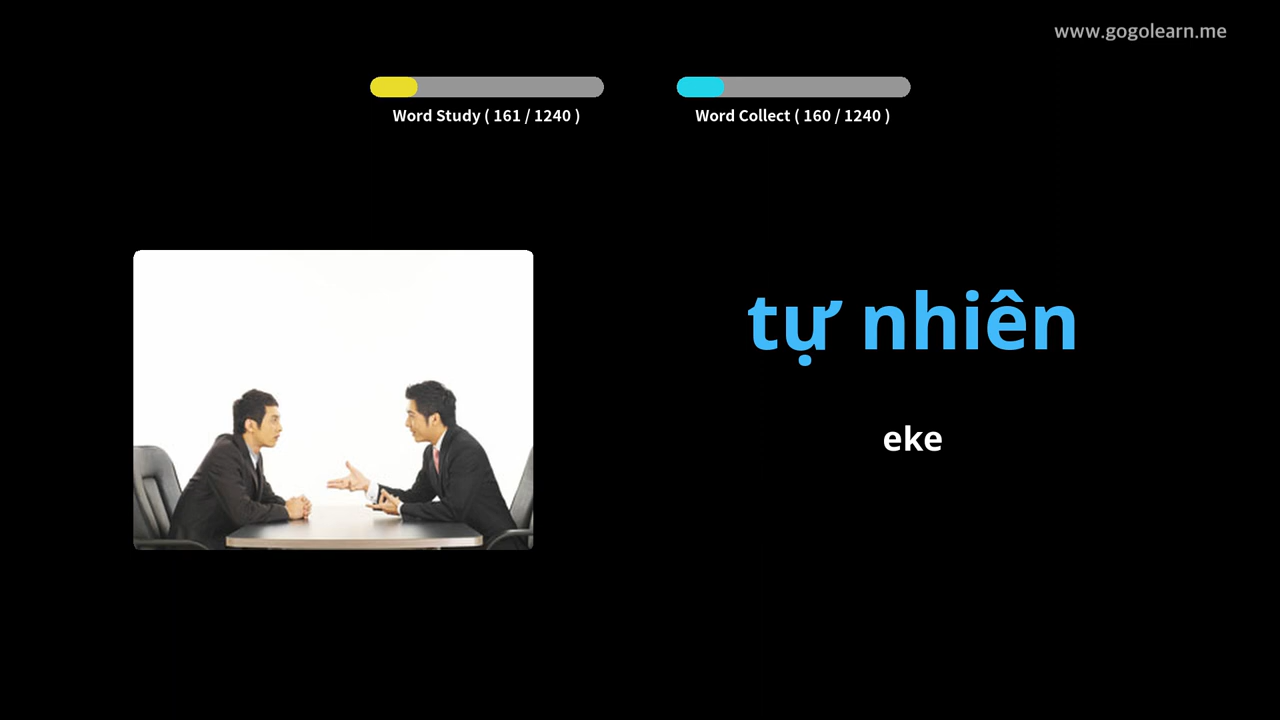 www.gogolearn.me
Word Study ( 161 / 1240 )
Word Collect ( 160 / 1240 )
tự nhiên
eke